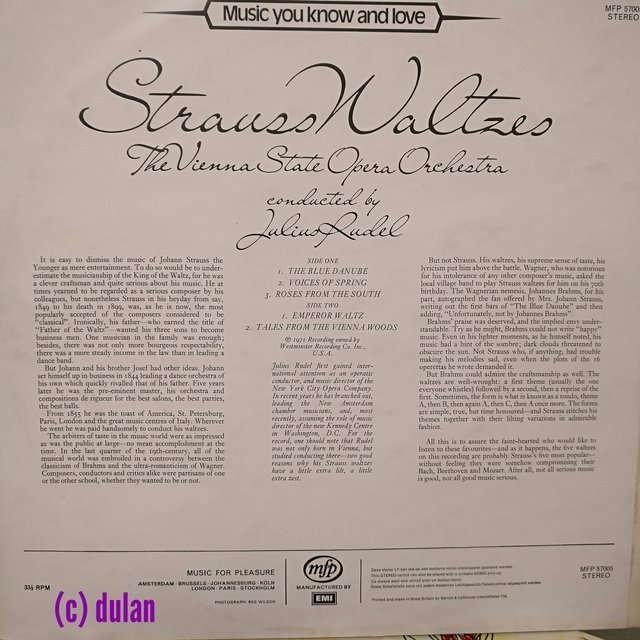 Music you know and love
MFP 57005
STEREO
Strauss Waltzes
The Vienna State Opera Orchestra
conducted by
Julius Rudel
It is easy to dismiss the music of Johann Strauss the
Younger as mere entertainment. To do so would be to under-
estimate the musicianship of the King of the Waltz, for he was
a clever craftsman and quite serious about his music. He at
times yearned to be regarded as a serious composer by his
colleagues, but nonetheless Strauss in his heyday from say,
1849 to his death in 1899, was, as he is now, the most
popularly accepted of the composers considered to be
"classical". Ironically, his father—who earned the title of
"Father of the Waltz"—wanted his three sons to become
business men. One musician in the family was enough;
besides, there was not only more bourgeois respectability,
there was a more steady income in the law than in leading a
dance band.
But Johann and his brother Josef had other ideas. Johann
set himself up in business in 1844 leading a dance orchestra of
his own which quickly rivalled that of his father. Five years
later he was the pre-eminent master, his orchestra and
compositions de rigueur for the best salons, the best parties,
the best balls.
From 1855 he was the toast of America, St. Petersburg,
Paris, London and the great music centres of Italy. Wherever
he went he was paid handsomely to conduct his waltzes.
The arbiters of taste in the music world were as impressed
as was the public at large—no mean accomplishment at the
time. In the last quarter of the 19th-century, all of the
musical world was embroiled in a controversy between the
classicism of Brahms and the ultra-romanticism of Wagner.
Composers, conductors and critics alike were partisans of one
or the other school, whether they wanted to be or not.
SIDE ONE
1. THE BLUE DANUBE
2. VOICES OF SPRING
3. ROSES FROM THE SOUTH
SIDE TWO
1. EMPEROR WALTZ
2. TALES FROM THE VIENNA WOODS
℗ 1971 Recording owned by
Westminster Recording Co. Inc.,
U.S.A.
Julius Rudel first gained inter-
national attention as an operatic
conductor, and music director of the
New York City Opera Company.
In recent years he has branched out,
leading the New Amsterdam
chamber musicians, and, most
recently, assuming the role of music
director of the new Kennedy Center
in Washington, D.C. For the
record, one should note that Rudel
was not only born in Vienna, but
studied conducting there—two good
reasons why his Strauss waltzes
have a little extra lilt, a little
extra zest.
But not Strauss. His waltzes, his supreme sense of taste, his
lyricism put him above the battle. Wagner, who was notorious
for his intolerance of any other composer's music, asked the
local village band to play Strauss waltzes for him on his 70th
birthday. The Wagnerian nemesis, Johannes Brahms, for his
part, autographed the fan offered by Mrs. Johann Strauss,
writing out the first bars of "The Blue Danube" and then
adding, "Unfortunately, not by Johannes Brahms".
Brahms' praise was deserved, and the implied envy under-
standable. Try as he might, Brahms could not write "happy"
music. Even in his lighter moments, as he himself noted, his
music had a hint of the sombre; dark clouds threatened to
obscure the sun. Not Strauss who, if anything, had trouble
making his melodies sad, even when the plots of the 16
operettas he wrote demanded it.
But Brahms could admire the craftsmanship as well. The
waltzes are well-wrought: a first theme (usually the one
everyone whistles) followed by a second, then a reprise of the
first. Sometimes, the form is what is known as a rondo, theme
A, then B, then again A, then C, then A once more. The forms
are simple, true, but time honoured—and Strauss stitches his
themes together with their lilting variations in admirable
fashion.
All this is to assure the faint-hearted who would like to
listen to these favourites—and as it happens, the five waltzes
on this recording are probably Strauss's five most popular—
without feeling they were somehow compromising their
Bach, Beethoven and Mozart. After all, not all serious music
is good, nor all good music serious.
33⅓ RPM
MUSIC FOR PLEASURE
AMSTERDAM · BRUSSELS · JOHANNESBURG · KÖLN
LONDON · PARIS · STOCKHOLM
PHOTOGRAPH: REG WILSON
mfp
MANUFACTURED BY
EMI
This STEREO record can also be played with a suitable MONO pick-up
Printed and made in Great Britain by Garrod & Lofthouse International Ltd.
MFP 57005
STEREO
(c) dulan